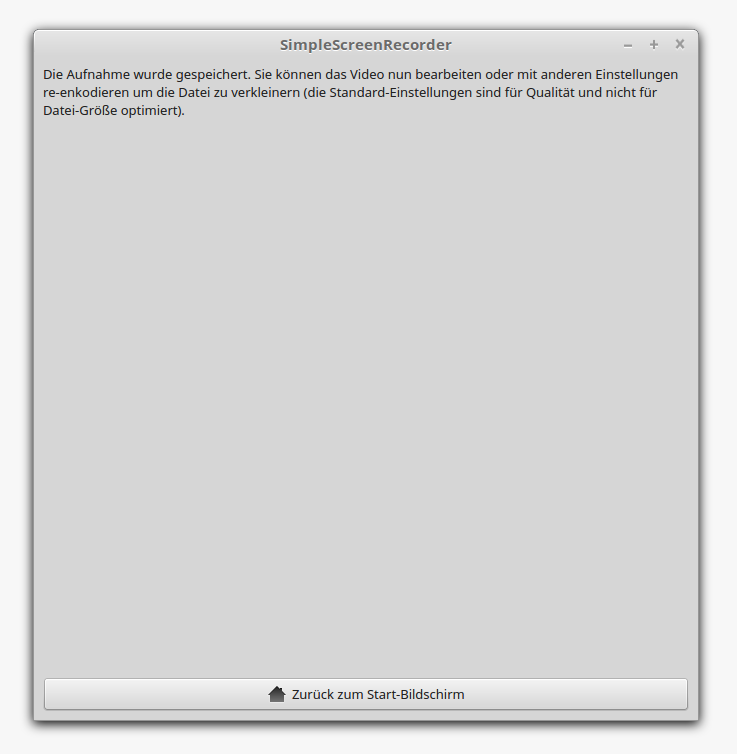 SimpleScreenRecorder
Die Aufnahme wurde gespeichert. Sie können das Video nun bearbeiten oder mit anderen Einstellungen
re-enkodieren um die Datei zu verkleinern (die Standard-Einstellungen sind für Qualität und nicht für
Datei-Größe optimiert).
Zurück zum Start-Bildschirm